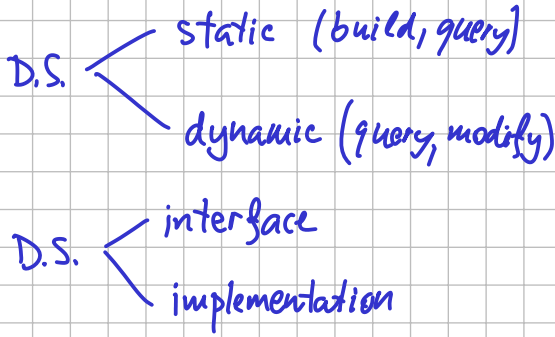 static (build, query)
D.S.
dynamic (query, modify)
interface
D.S.
implementation